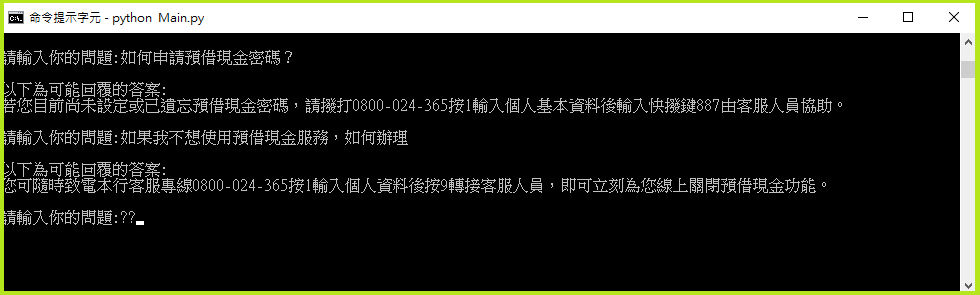 命令提示字元 - python  Main.py
請輸入你的問題:如何申請預借現金密碼？
以下為可能回覆的答案:
若您目前尚未設定或已遺忘預借現金密碼，請撥打0800-024-365按1輸入個人基本資料後輸入快撥鍵887由客服人員協助。
請輸入你的問題:如果我不想使用預借現金服務，如何辦理
以下為可能回覆的答案:
您可隨時致電本行客服專線0800-024-365按1輸入個人資料後按9轉接客服人員，即可立刻為您線上關閉預借現金功能。
請輸入你的問題:??